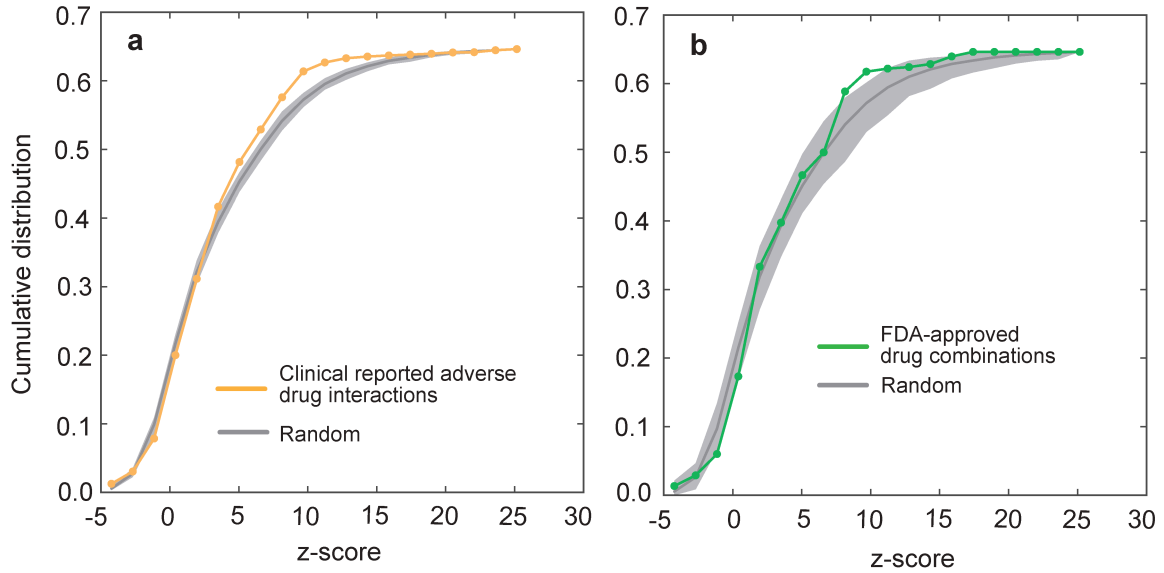 a
0.7
0.6
0.5
0.4
0.3
0.2
0.1
0.0
Cumulative distribution
Clinical reported adverse
drug interactions
Random
-5
0
5
10
15
20
25
30
z-score
b
0.7
0.6
0.5
0.4
0.3
0.2
0.1
0.0
FDA-approved
drug combinations
Random
-5
0
5
10
15
20
25
30
z-score